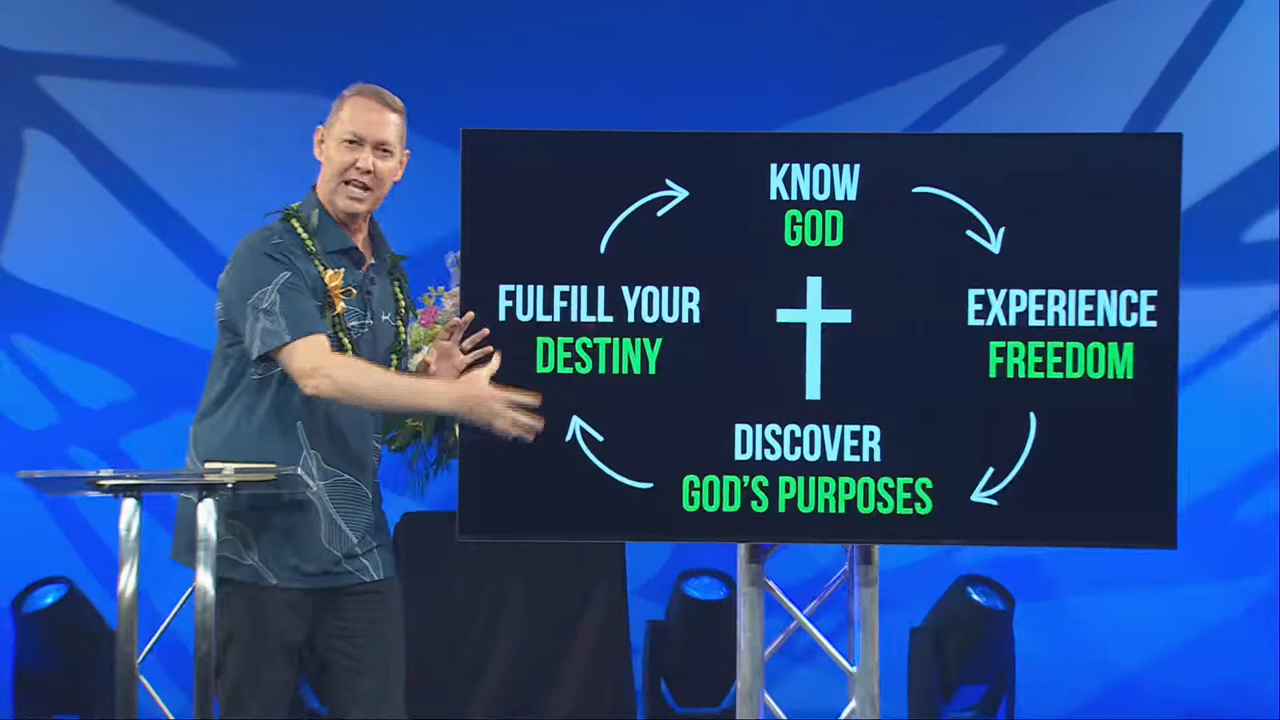 KNOW
GOD
EXPERIENCE
FREEDOM
DISCOVER
GOD'S PURPOSES
FULFILL YOUR
DESTINY